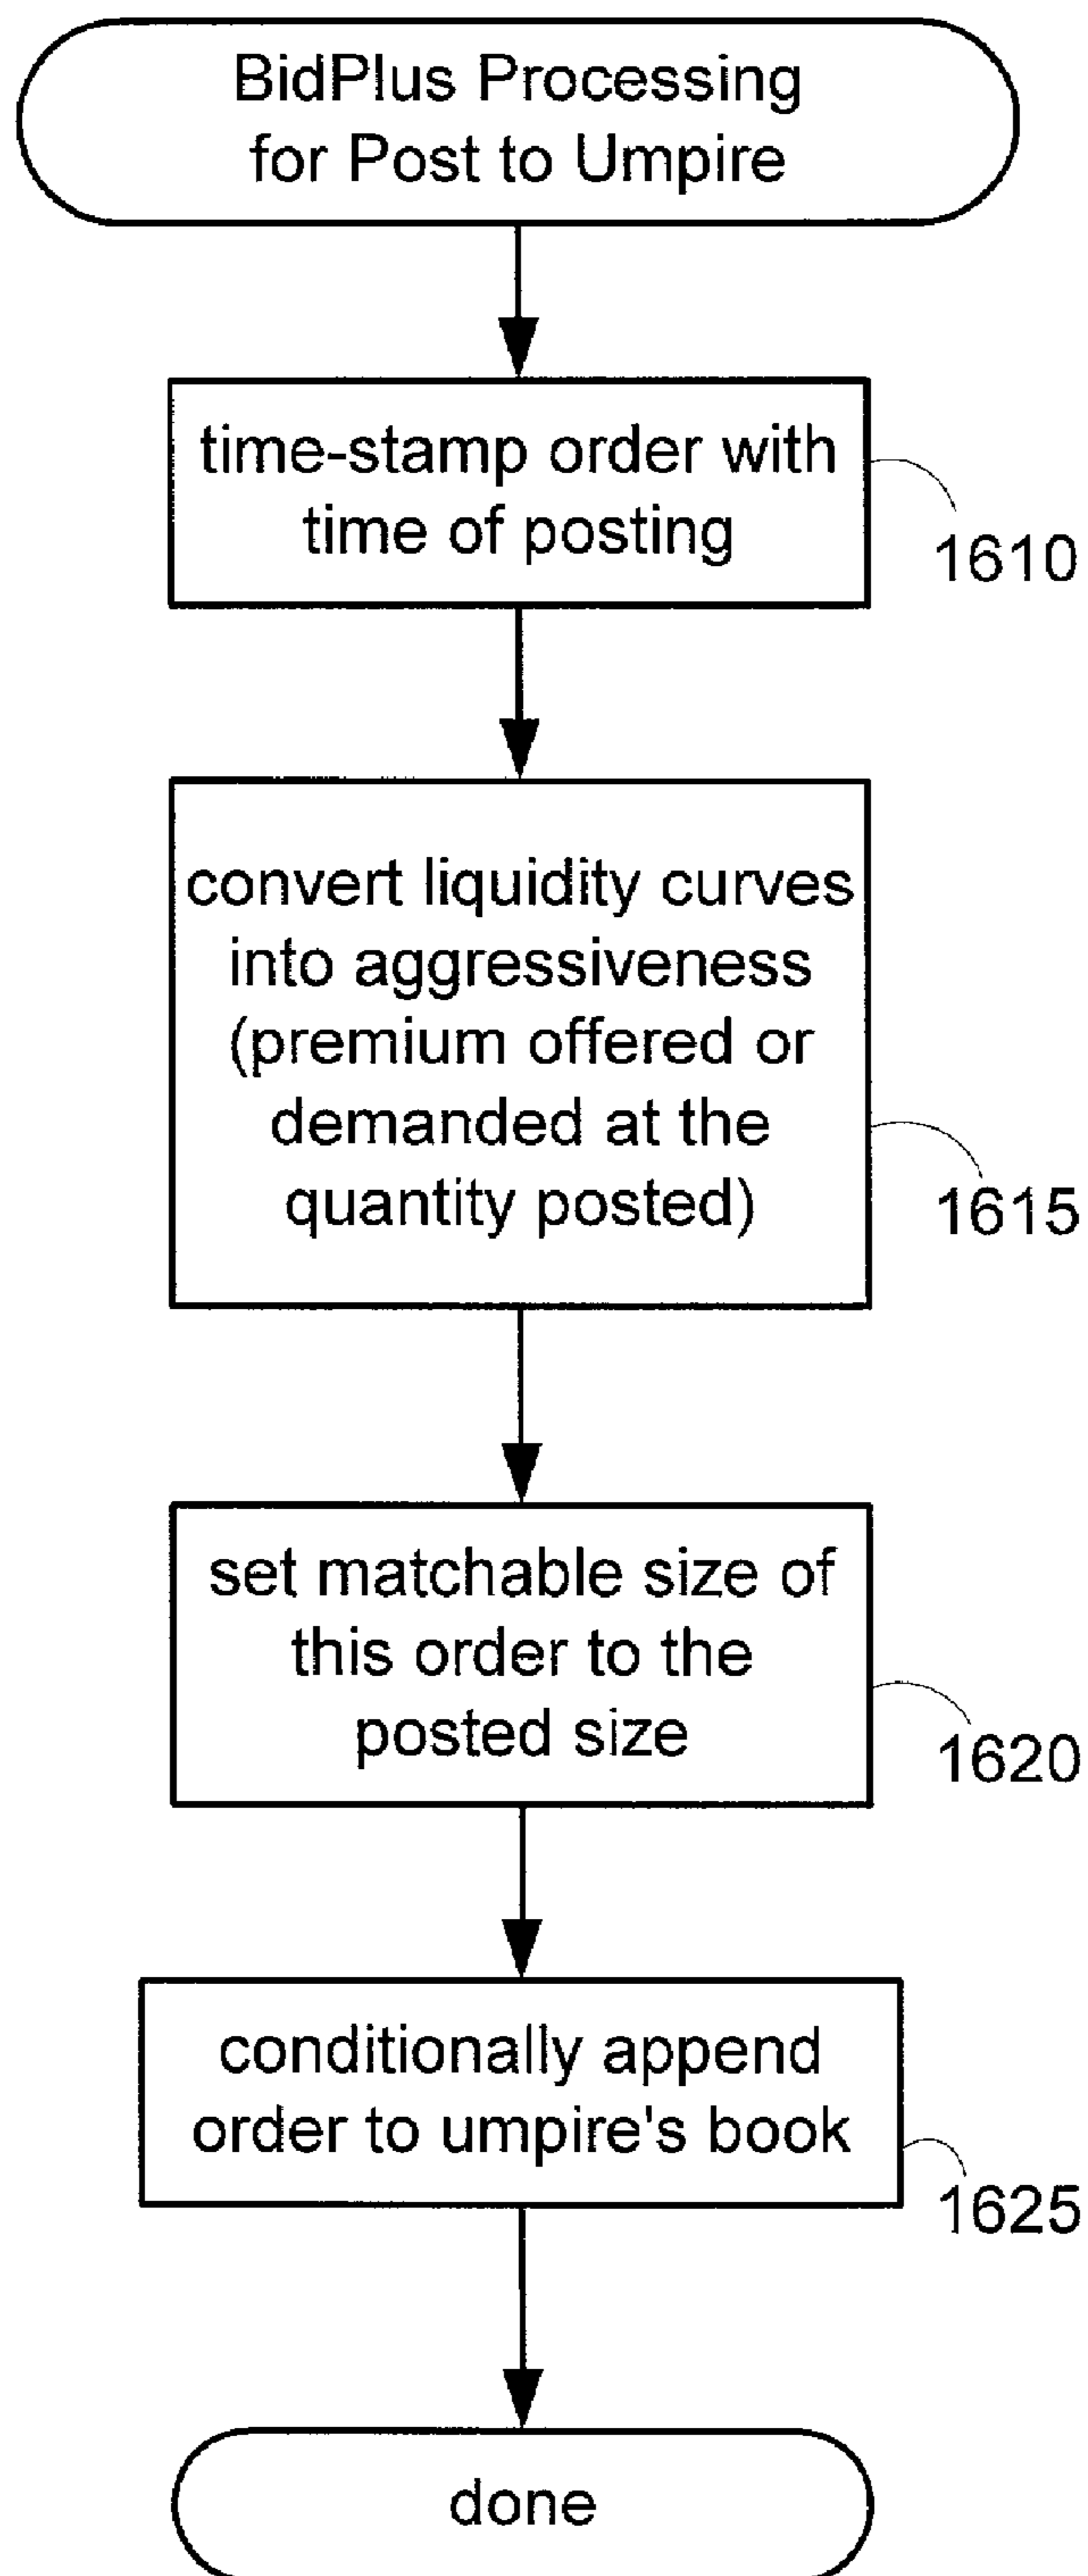 BidPlus Processing
for Post to Umpire
time-stamp order with
time of posting
1610
convert liquidity curves
into aggressiveness
(premium offered or
demanded at the
quantity posted)
1615
set matchable size of
this order to the
posted size
1620
conditionally append
order to umpire's book
1625
done